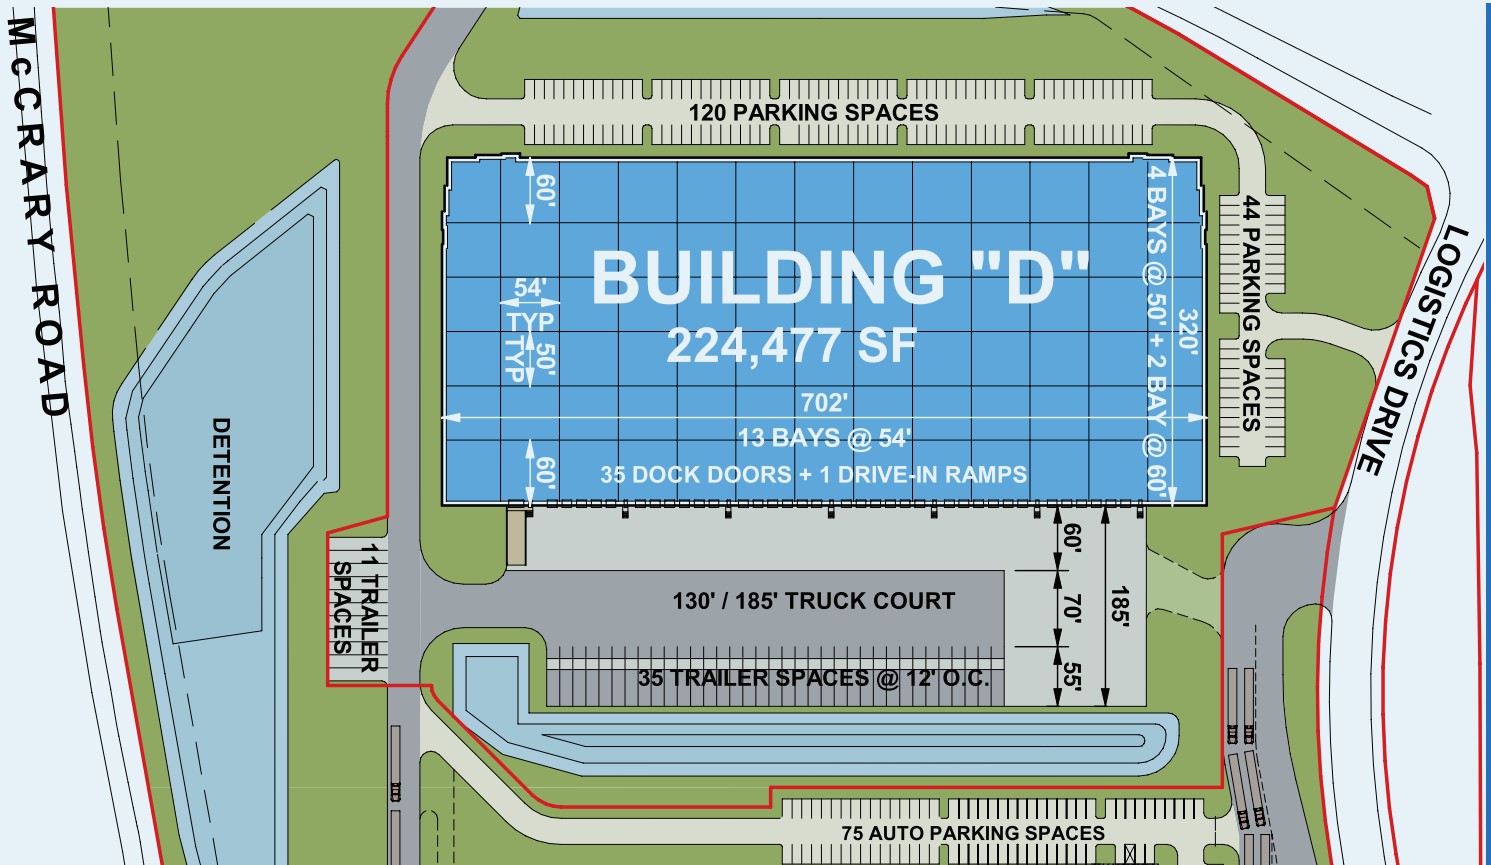 McCRARY ROAD
120 PARKING SPACES
60'
4 BAYS @ 50' + 2 BAY @ 60'
44 PARKING SPACES
LOGISTICS DRIVE
BUILDING "D"
54'
TYP
50'
TYP
224,477 SF
320'
702'
13 BAYS @ 54'
60'
35 DOCK DOORS + 1 DRIVE-IN RAMPS
DETENTION
11 TRAILER
SPACES
60'
130' / 185' TRUCK COURT
70'
185'
35 TRAILER SPACES @ 12' O.C.
55'
75 AUTO PARKING SPACES